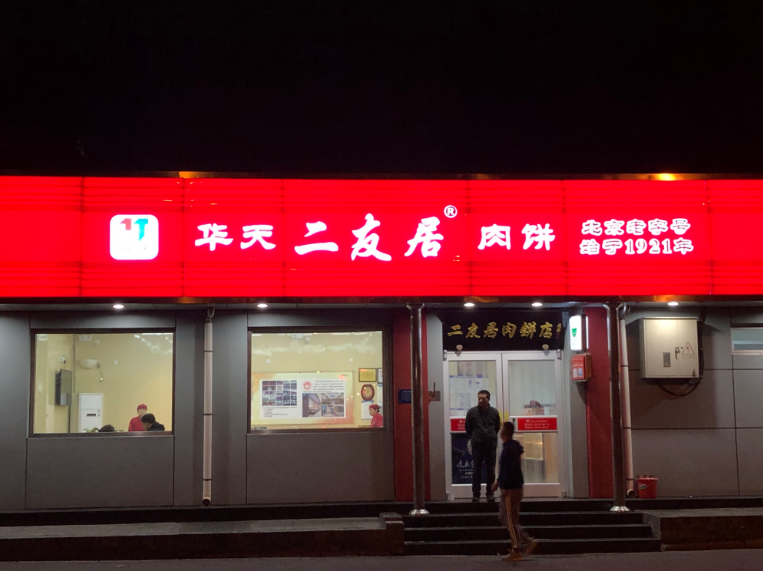 华天 二友居® 肉饼
北京老字号
始于1921年
二友居肉餅店